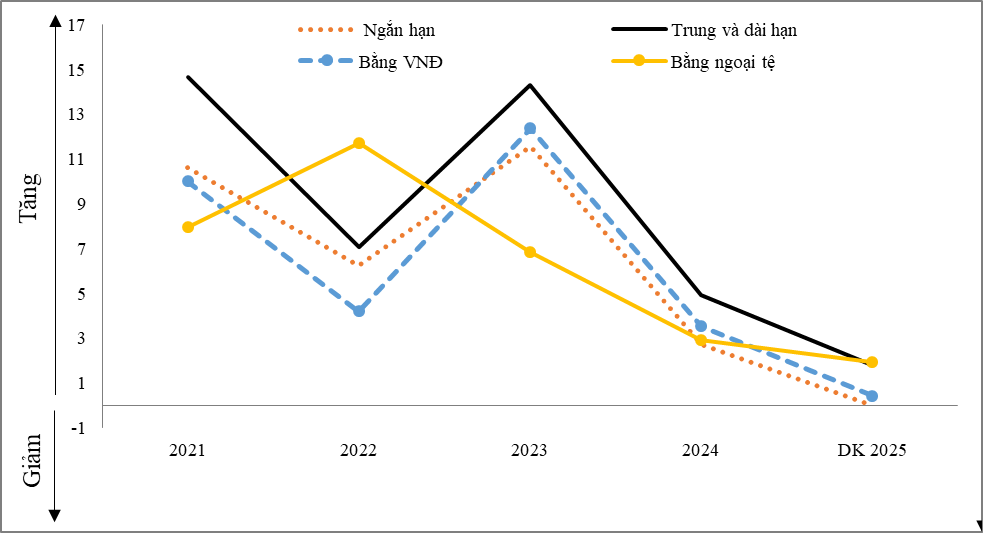 Ngắn hạn
Trung và dài hạn
Bằng VNĐ
Bằng ngoại tệ
Tăng
Giảm
17
15
13
11
9
7
5
3
1
-1
2021
2022
2023
2024
DK 2025